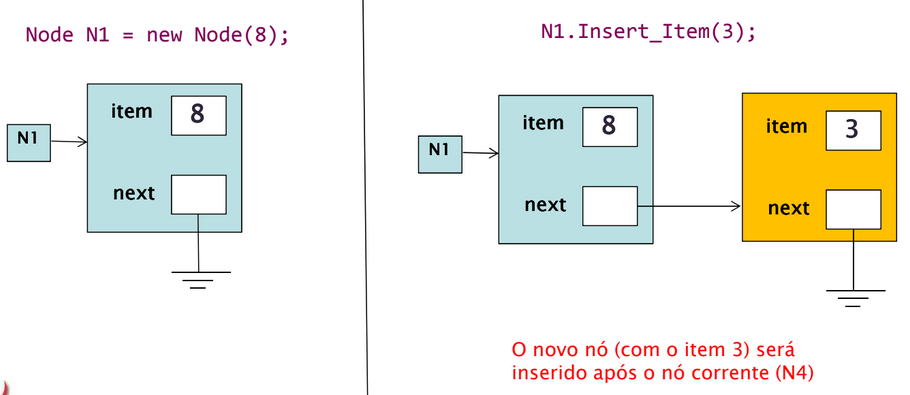 Node N1 = new Node(8);
item 8
N1
next
N1.Insert_Item(3);
item 8
N1
next
item 3
next
O novo nó (com o item 3) será
inserido após o nó corrente (N4)